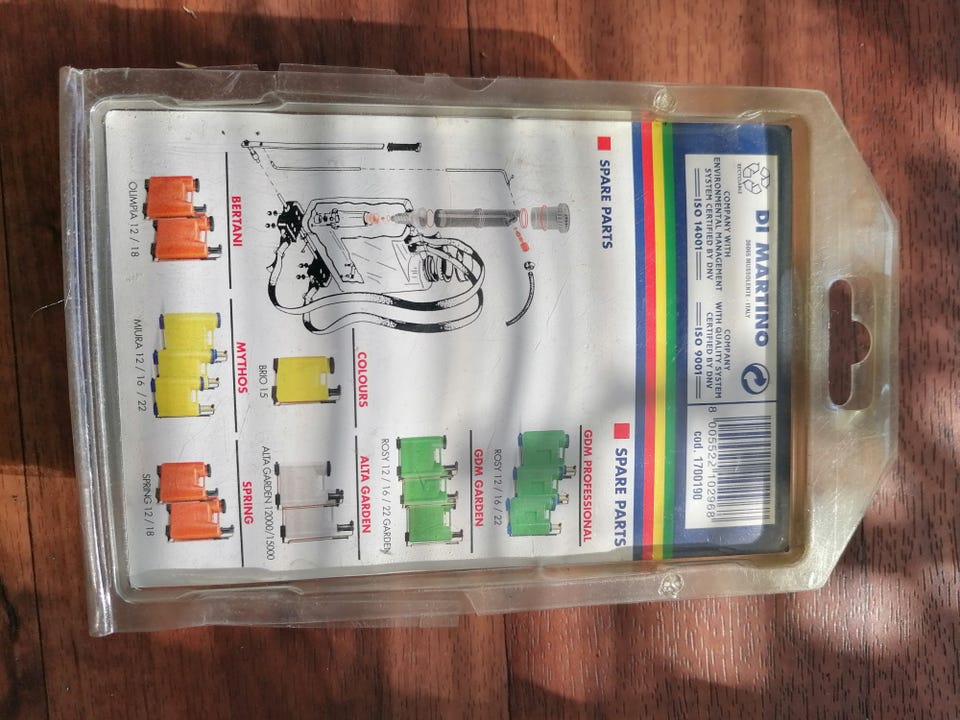 DI MARTINO
36065 MUSSOLENTE - ITALY
RECYCLABLE
COMPANY WITH
ENVIRONMENTAL MANAGEMENT
SYSTEM CERTIFIED BY DNV
ISO 14001
COMPANY
WITH QUALITY SYSTEM
CERTIFIED BY DNV
ISO 9001
8 005522 102968
cod. 1700190
SPARE PARTS
SPARE PARTS
GDM PROFESSIONAL
ROSY 12 / 16 / 22
GDM GARDEN
ROSY 12 / 16 / 22 GARDEN
COLOURS
BRIO 15
ALTA GARDEN
ALTA GARDEN 12000/15000
BERTANI
OLIMPIA 12 / 18
MYTHOS
MIURA 12 / 16 / 22
SPRING
SPRING 12 / 18